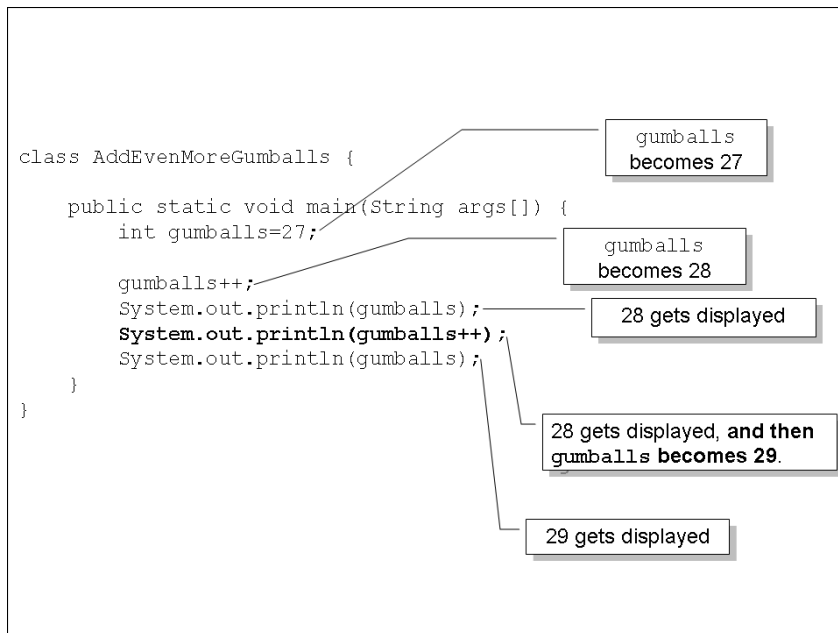 class AddEvenMoreGumballs {
public static void main(String args[]) {
int gumballs=27;
gumballs++;
System.out.println(gumballs);
System.out.println(gumballs++);
System.out.println(gumballs);
}
}
gumballs
becomes 27
gumballs
becomes 28
28 gets displayed
28 gets displayed, and then
gumballs becomes 29.
29 gets displayed